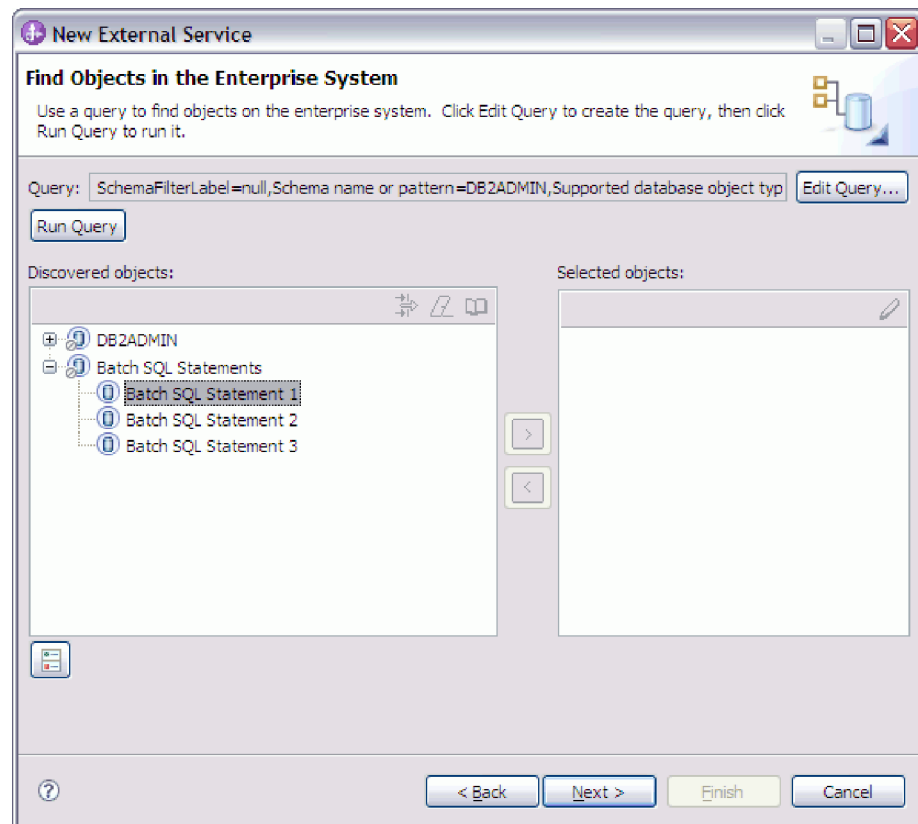 New External Service
Find Objects in the Enterprise System
Use a query to find objects on the enterprise system. Click Edit Query to create the query, then click
Run Query to run it.
Query: SchemaFilterLabel=null,Schema name or pattern=DB2ADMIN,Supported database object typ Edit Query...
Run Query
Discovered objects: Selected objects:
DB2ADMIN
Batch SQL Statements
Batch SQL Statement 1
Batch SQL Statement 2
Batch SQL Statement 3
>
<
? < Back Next > Finish Cancel